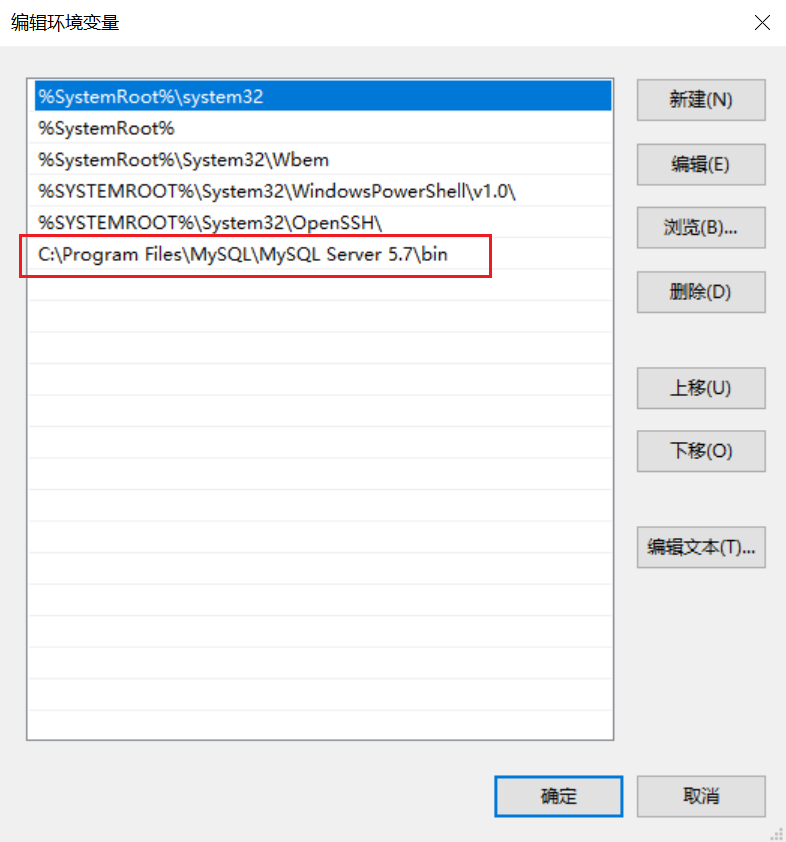 编辑环境变量
%SystemRoot%\system32
%SystemRoot%
%SystemRoot%\System32\Wbem
%SYSTEMROOT%\System32\WindowsPowerShell\v1.0\
%SYSTEMROOT%\System32\OpenSSH\
C:\Program Files\MySQL\MySQL Server 5.7\bin
新建(N)
编辑(E)
浏览(B)...
删除(D)
上移(U)
下移(O)
编辑文本(T)...
确定
取消